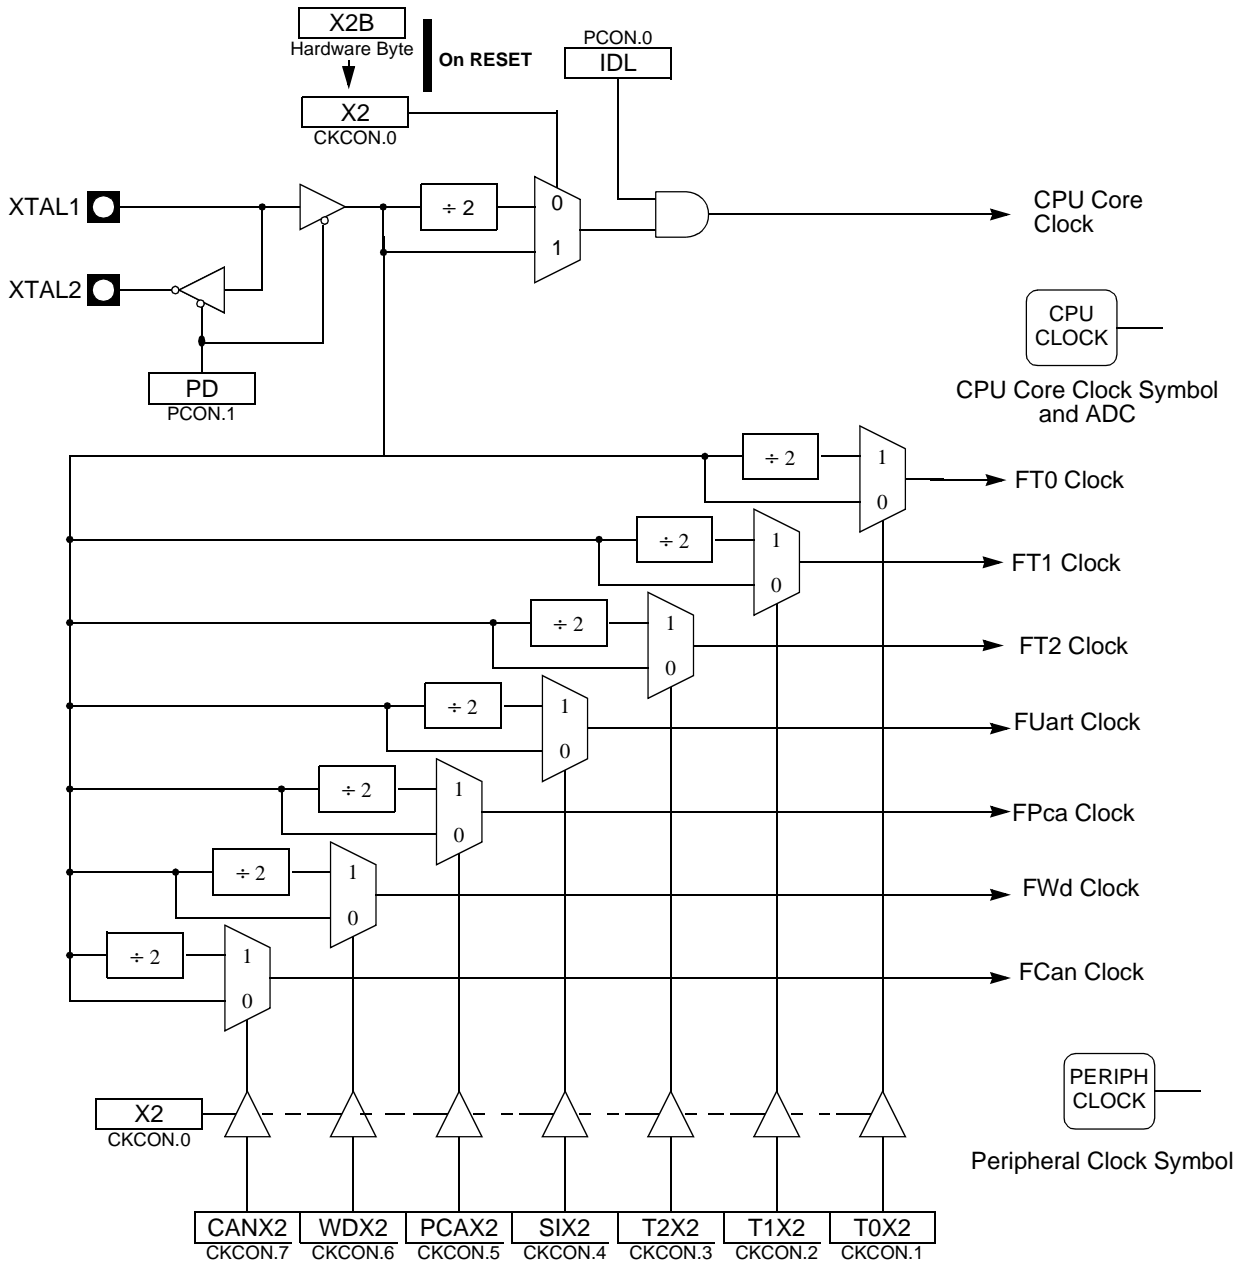 X2B
Hardware Byte
On RESET
PCON.0
IDL
X2
CKCON.0
XTAL1
÷ 2
0
1
CPU Core
Clock
XTAL2
PD
PCON.1
CPU
CLOCK
CPU Core Clock Symbol
and ADC
÷ 2
1
0
FT0 Clock
÷ 2
1
0
FT1 Clock
÷ 2
1
0
FT2 Clock
÷ 2
1
0
FUart Clock
÷ 2
1
0
FPca Clock
÷ 2
1
0
FWd Clock
÷ 2
1
0
FCan Clock
X2
CKCON.0
PERIPH
CLOCK
Peripheral Clock Symbol
CANX2
CKCON.7
WDX2
CKCON.6
PCAX2
CKCON.5
SIX2
CKCON.4
T2X2
CKCON.3
T1X2
CKCON.2
T0X2
CKCON.1